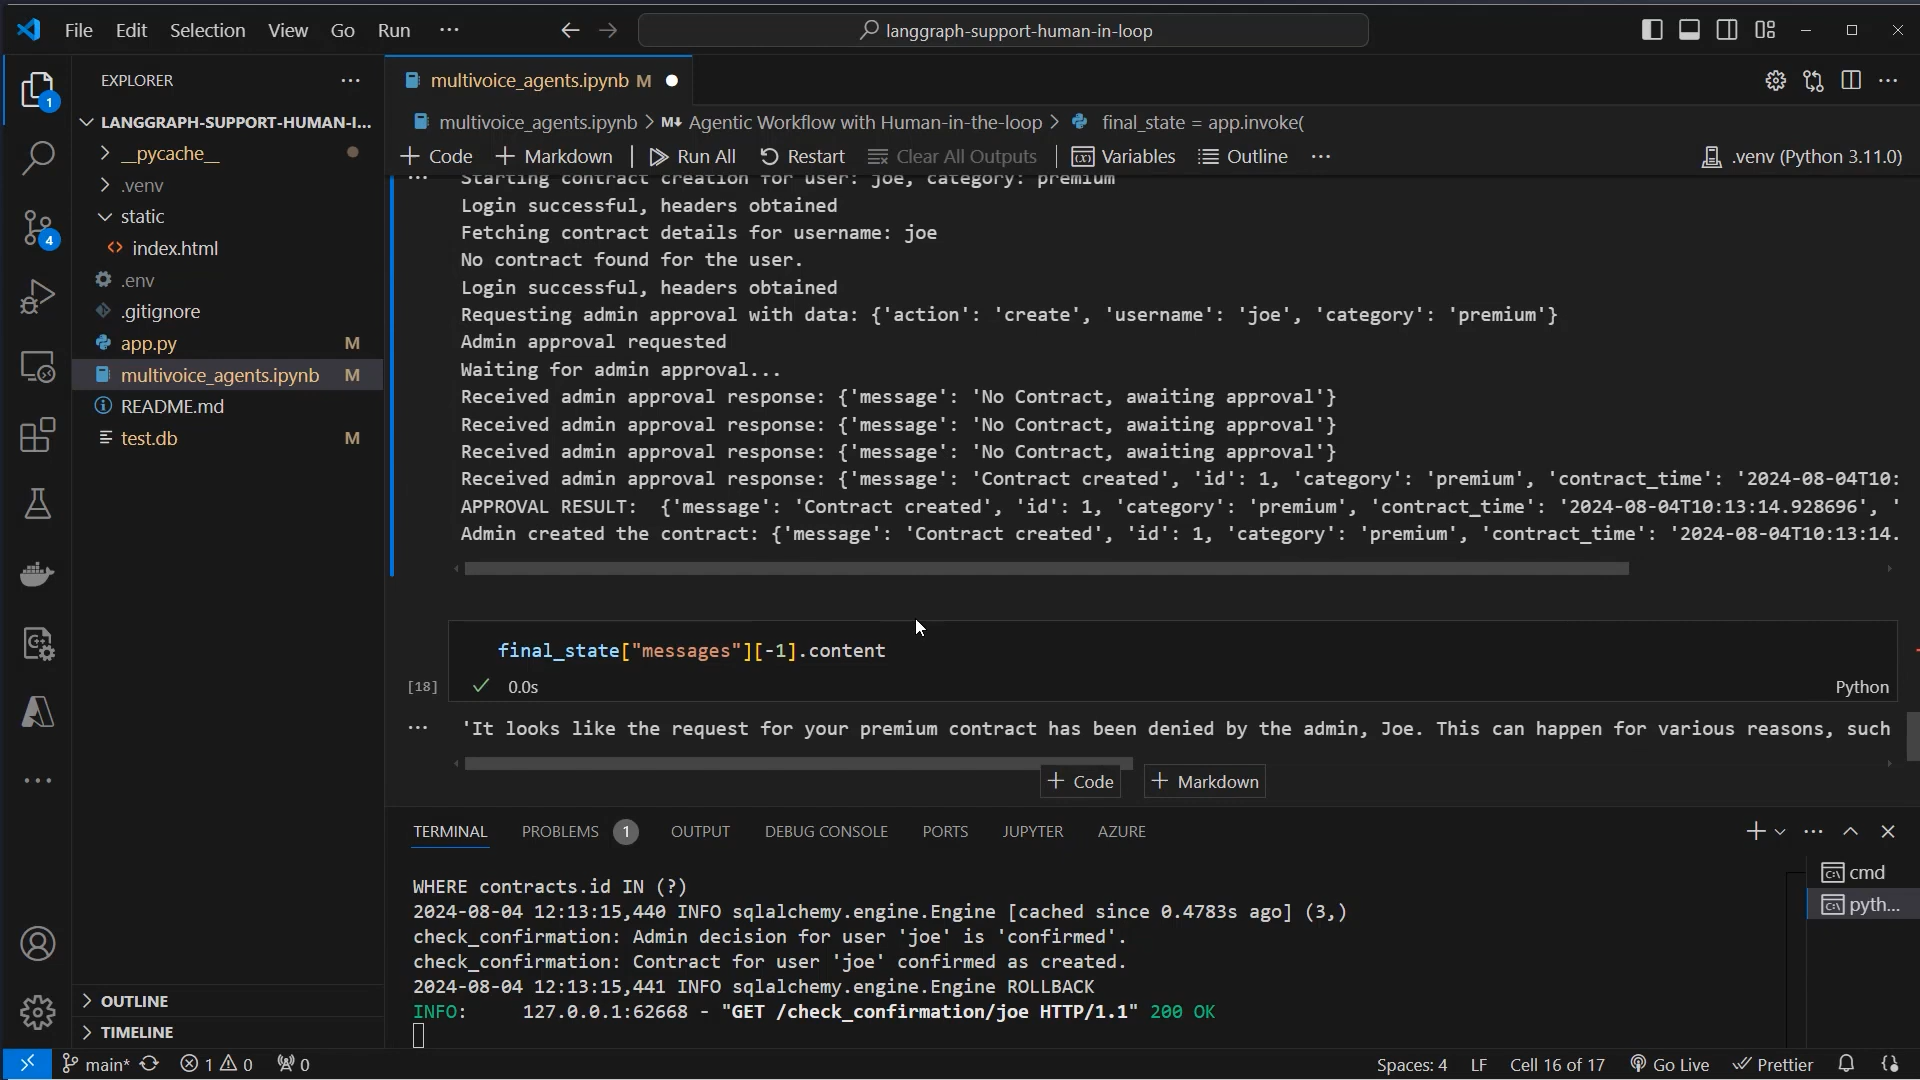 File Edit Selection View Go Run ···
langgraph-support-human-in-loop
EXPLORER
LANGGRAPH-SUPPORT-HUMAN-I...
__pycache__
.venv
static
index.html
.env
.gitignore
app.py M
multivoice_agents.ipynb M
README.md
test.db M
OUTLINE
TIMELINE
1
4
multivoice_agents.ipynb M
multivoice_agents.ipynb > M↓ Agentic Workflow with Human-in-the-loop > final_state = app.invoke(
+ Code + Markdown | Run All Restart Clear All Outputs | Variables Outline ···
.venv (Python 3.11.0)
Starting contract creation for user: joe, category: premium
Login successful, headers obtained
Fetching contract details for username: joe
No contract found for the user.
Login successful, headers obtained
Requesting admin approval with data: {'action': 'create', 'username': 'joe', 'category': 'premium'}
Admin approval requested
Waiting for admin approval...
Received admin approval response: {'message': 'No Contract, awaiting approval'}
Received admin approval response: {'message': 'No Contract, awaiting approval'}
Received admin approval response: {'message': 'No Contract, awaiting approval'}
Received admin approval response: {'message': 'Contract created', 'id': 1, 'category': 'premium', 'contract_time': '2024-08-04T10:
APPROVAL RESULT:  {'message': 'Contract created', 'id': 1, 'category': 'premium', 'contract_time': '2024-08-04T10:13:14.928696', '
Admin created the contract: {'message': 'Contract created', 'id': 1, 'category': 'premium', 'contract_time': '2024-08-04T10:13:14.
final_state["messages"][-1].content
[18] ✓ 0.0s
Python
'It looks like the request for your premium contract has been denied by the admin, Joe. This can happen for various reasons, such
+ Code + Markdown
TERMINAL PROBLEMS 1 OUTPUT DEBUG CONSOLE PORTS JUPYTER AZURE
WHERE contracts.id IN (?)
2024-08-04 12:13:15,440 INFO sqlalchemy.engine.Engine [cached since 0.4783s ago] (3,)
check_confirmation: Admin decision for user 'joe' is 'confirmed'.
check_confirmation: Contract for user 'joe' confirmed as created.
2024-08-04 12:13:15,441 INFO sqlalchemy.engine.Engine ROLLBACK
INFO:     127.0.0.1:62668 - "GET /check_confirmation/joe HTTP/1.1" 200 OK
cmd
pyth...
main* 1 0 0
Spaces: 4 LF Cell 16 of 17 Go Live Prettier